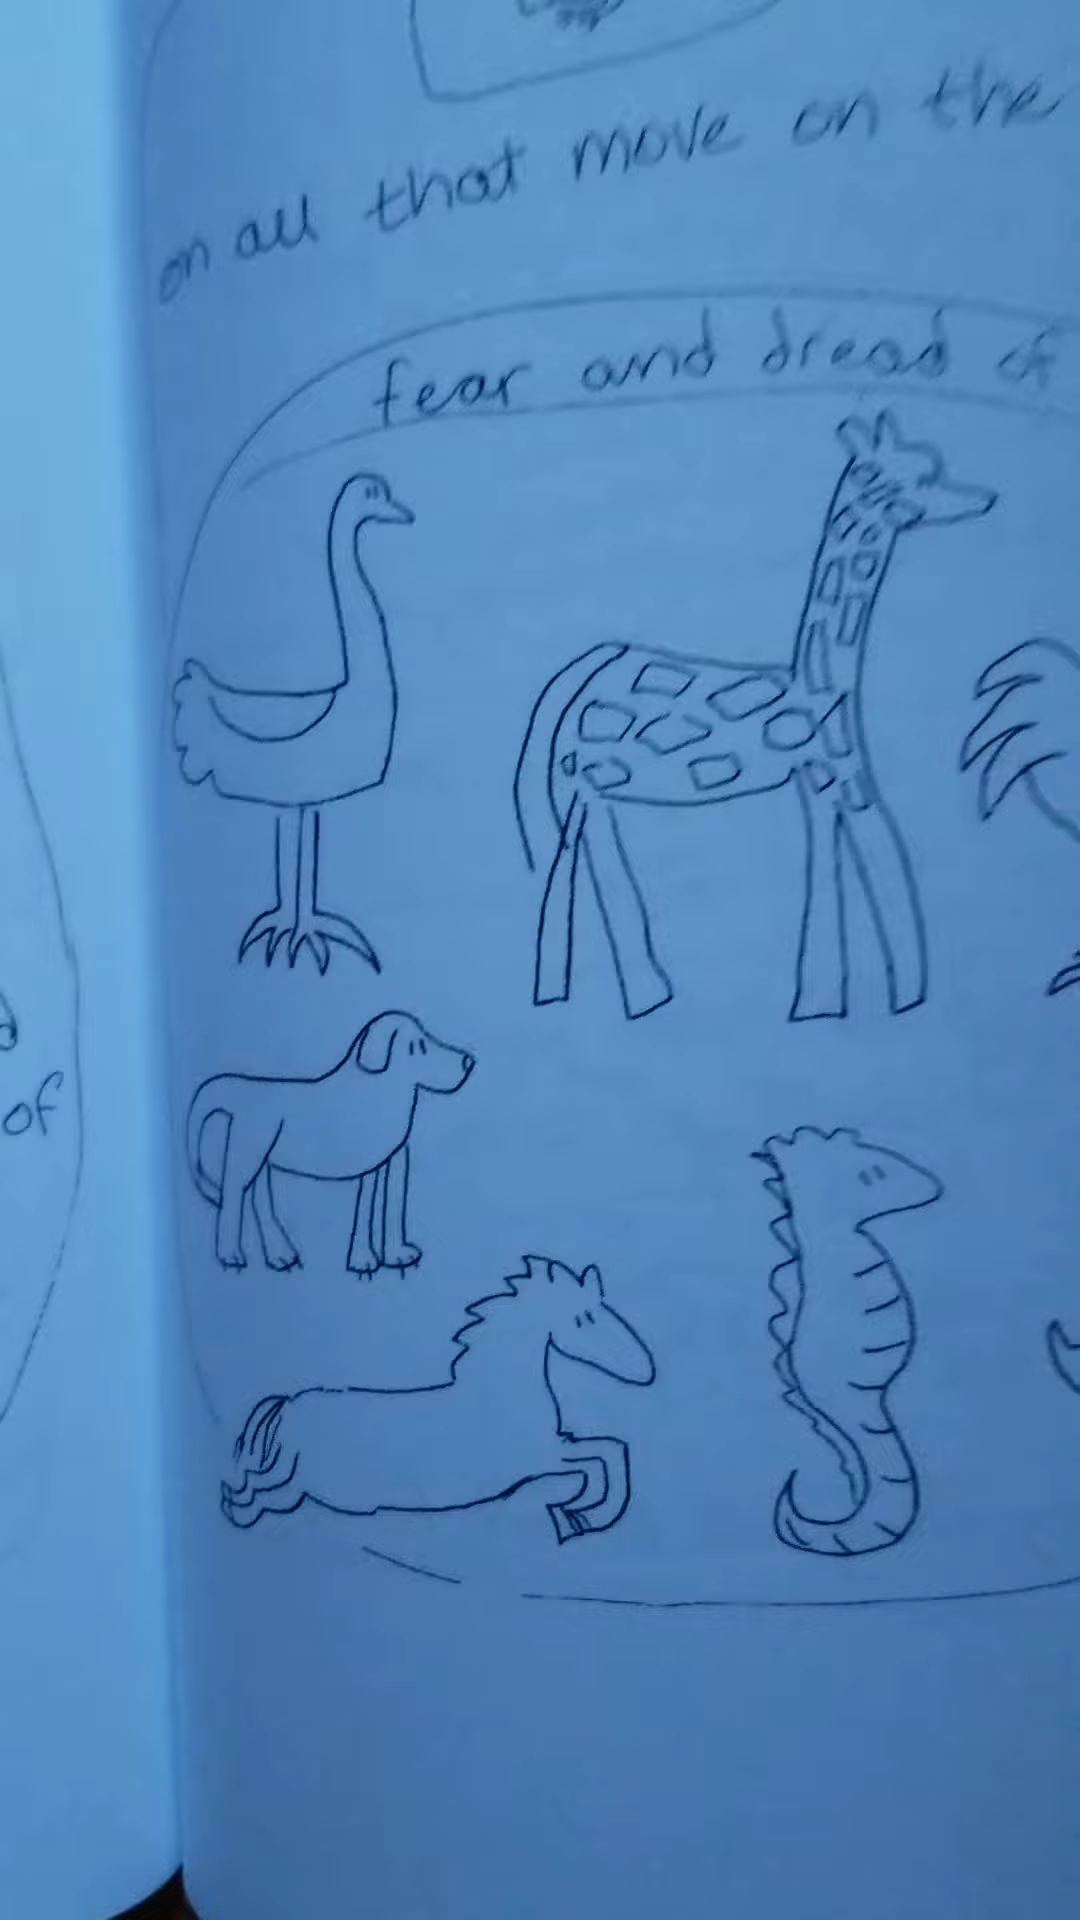 on all that move on the
fear and dread of
of